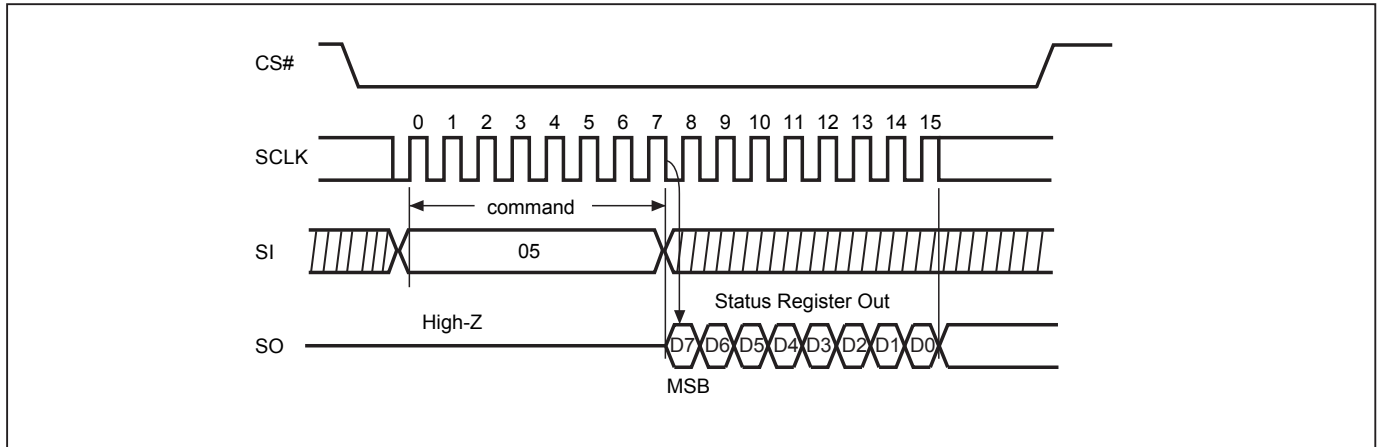 CS#
0 1 2 3 4 5 6 7 8 9 10 11 12 13 14 15
SCLK
command
SI
05
Status Register Out
High-Z
SO
D7 D6 D5 D4 D3 D2 D1 D0
MSB